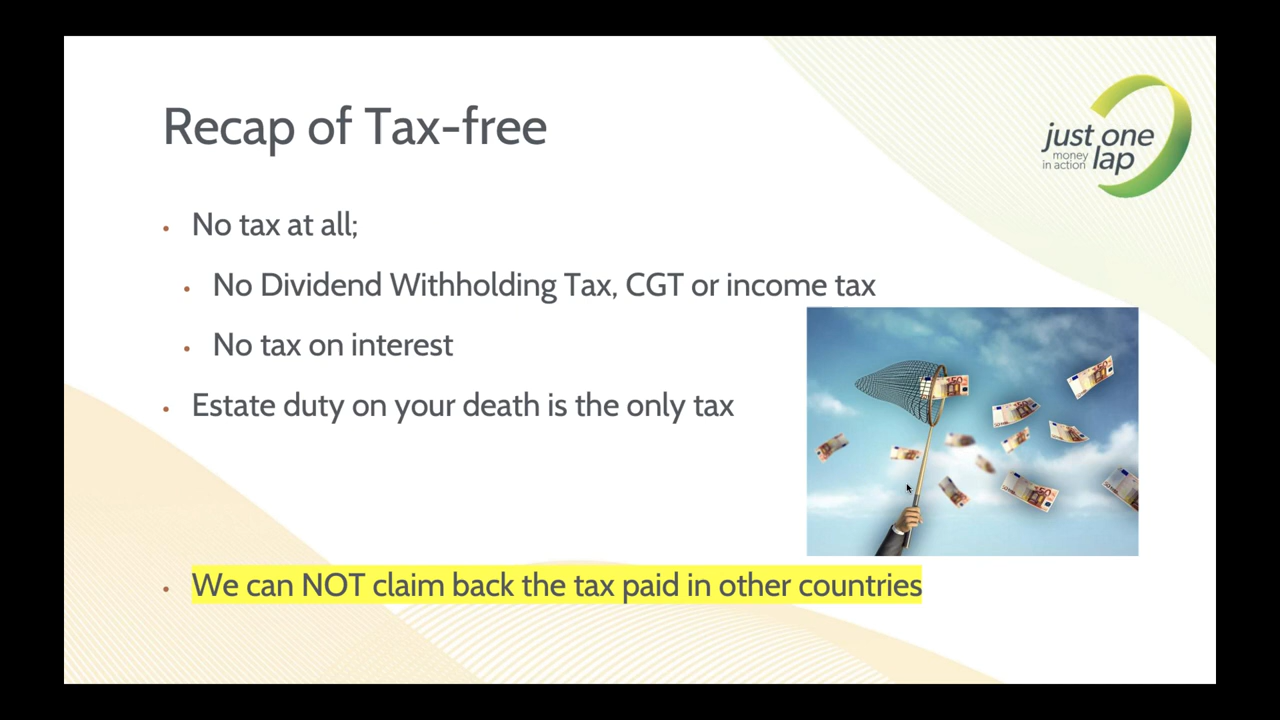 Recap of Tax-free
just one
money
in action
lap
No tax at all;
No Dividend Withholding Tax, CGT or income tax
No tax on interest
Estate duty on your death is the only tax
We can NOT claim back the tax paid in other countries